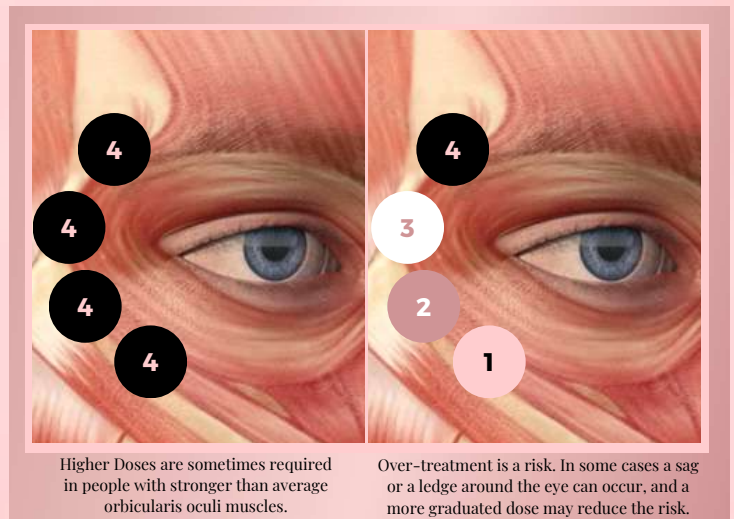 4
4
4
4
Higher Doses are sometimes required
in people with stronger than average
orbicularis oculi muscles.
4
3
2
1
Over-treatment is a risk. In some cases a sag
or a ledge around the eye can occur, and a
more graduated dose may reduce the risk.